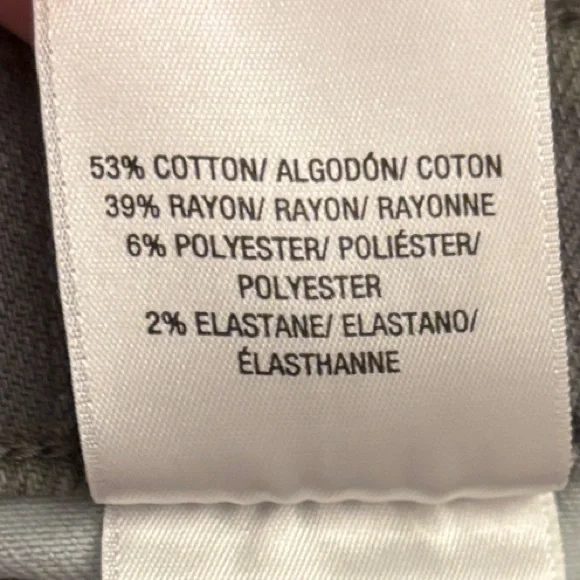 53% COTTON/ ALGODÓN/ COTON
39% RAYON/ RAYON/ RAYONNE
6% POLYESTER/ POLIÉSTER/
POLYESTER
2% ELASTANE/ ELASTANO/
ÉLASTHANNE